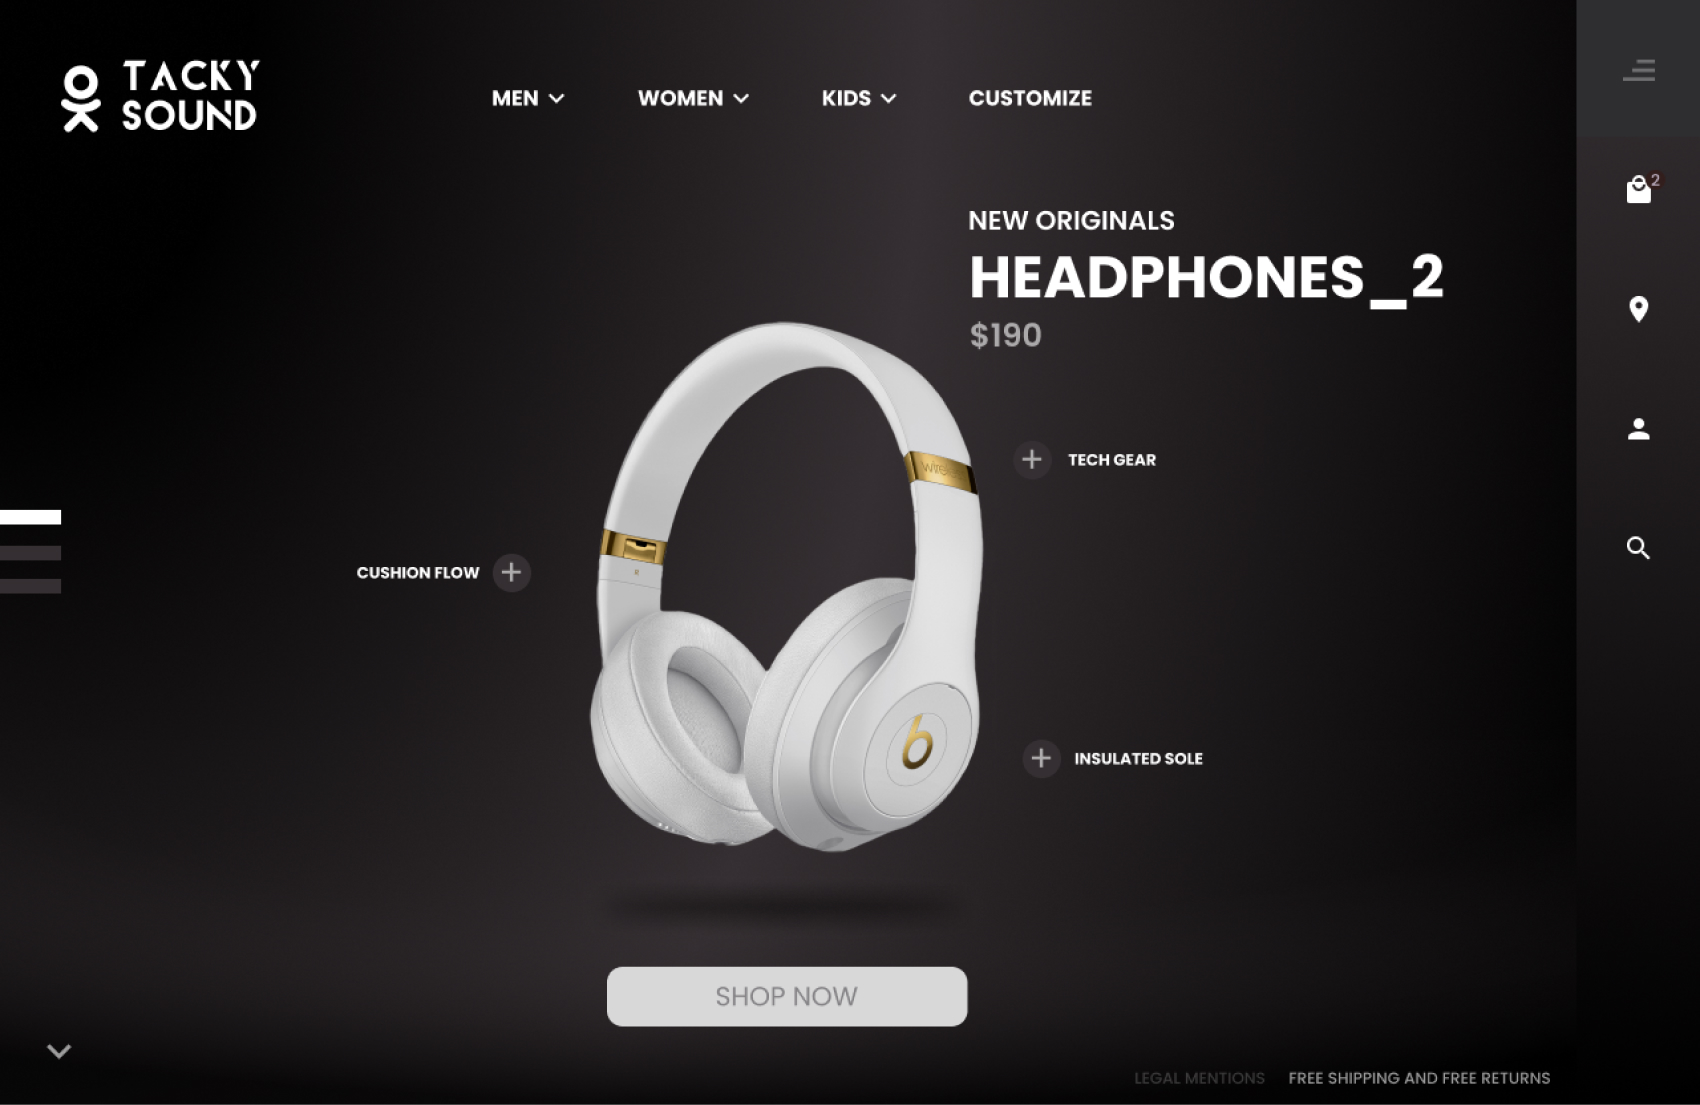 TACKY
SOUND
MEN
WOMEN
KIDS
CUSTOMIZE
2
NEW ORIGINALS
HEADPHONES_2
$190
TECH GEAR
CUSHION FLOW
INSULATED SOLE
b
SHOP NOW
LEGAL MENTIONS
FREE SHIPPING AND FREE RETURNS